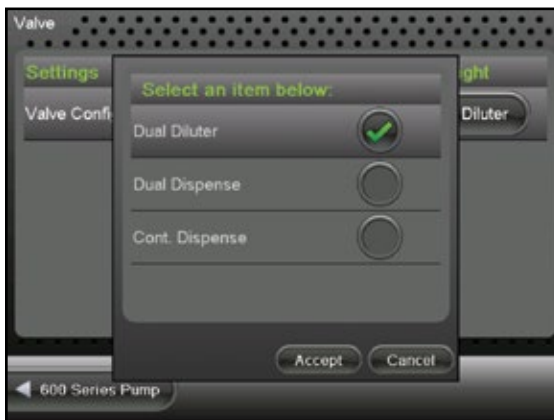 Valve
Settings
ght
Valve Confi
Diluter
Select an item below:
Dual Diluter
Dual Dispense
Cont. Dispense
Accept
Cancel
600 Series Pump